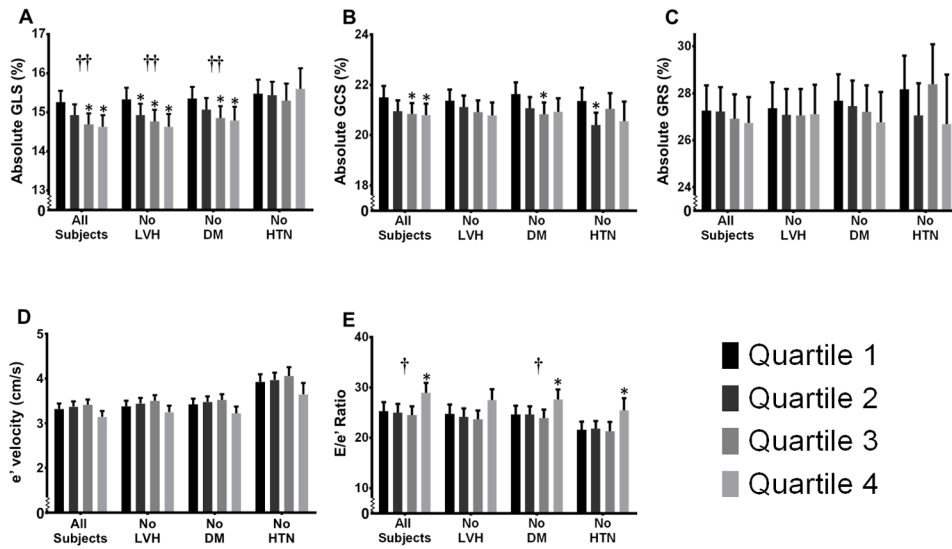 A
Absolute GLS (%)
17
16
15
14
13
0
††
††
††
* *
* * *
* *
All Subjects
No LVH
No DM
No HTN
B
Absolute GCS (%)
24
22
20
18
0
* *
*
*
All Subjects
No LVH
No DM
No HTN
C
Absolute GRS (%)
30
28
26
24
0
All Subjects
No LVH
No DM
No HTN
D
e' velocity (cm/s)
5
4
3
2
0
All Subjects
No LVH
No DM
No HTN
E
E/e' Ratio
40
30
20
10
0
†
†
*
*
*
All Subjects
No LVH
No DM
No HTN
Quartile 1
Quartile 2
Quartile 3
Quartile 4